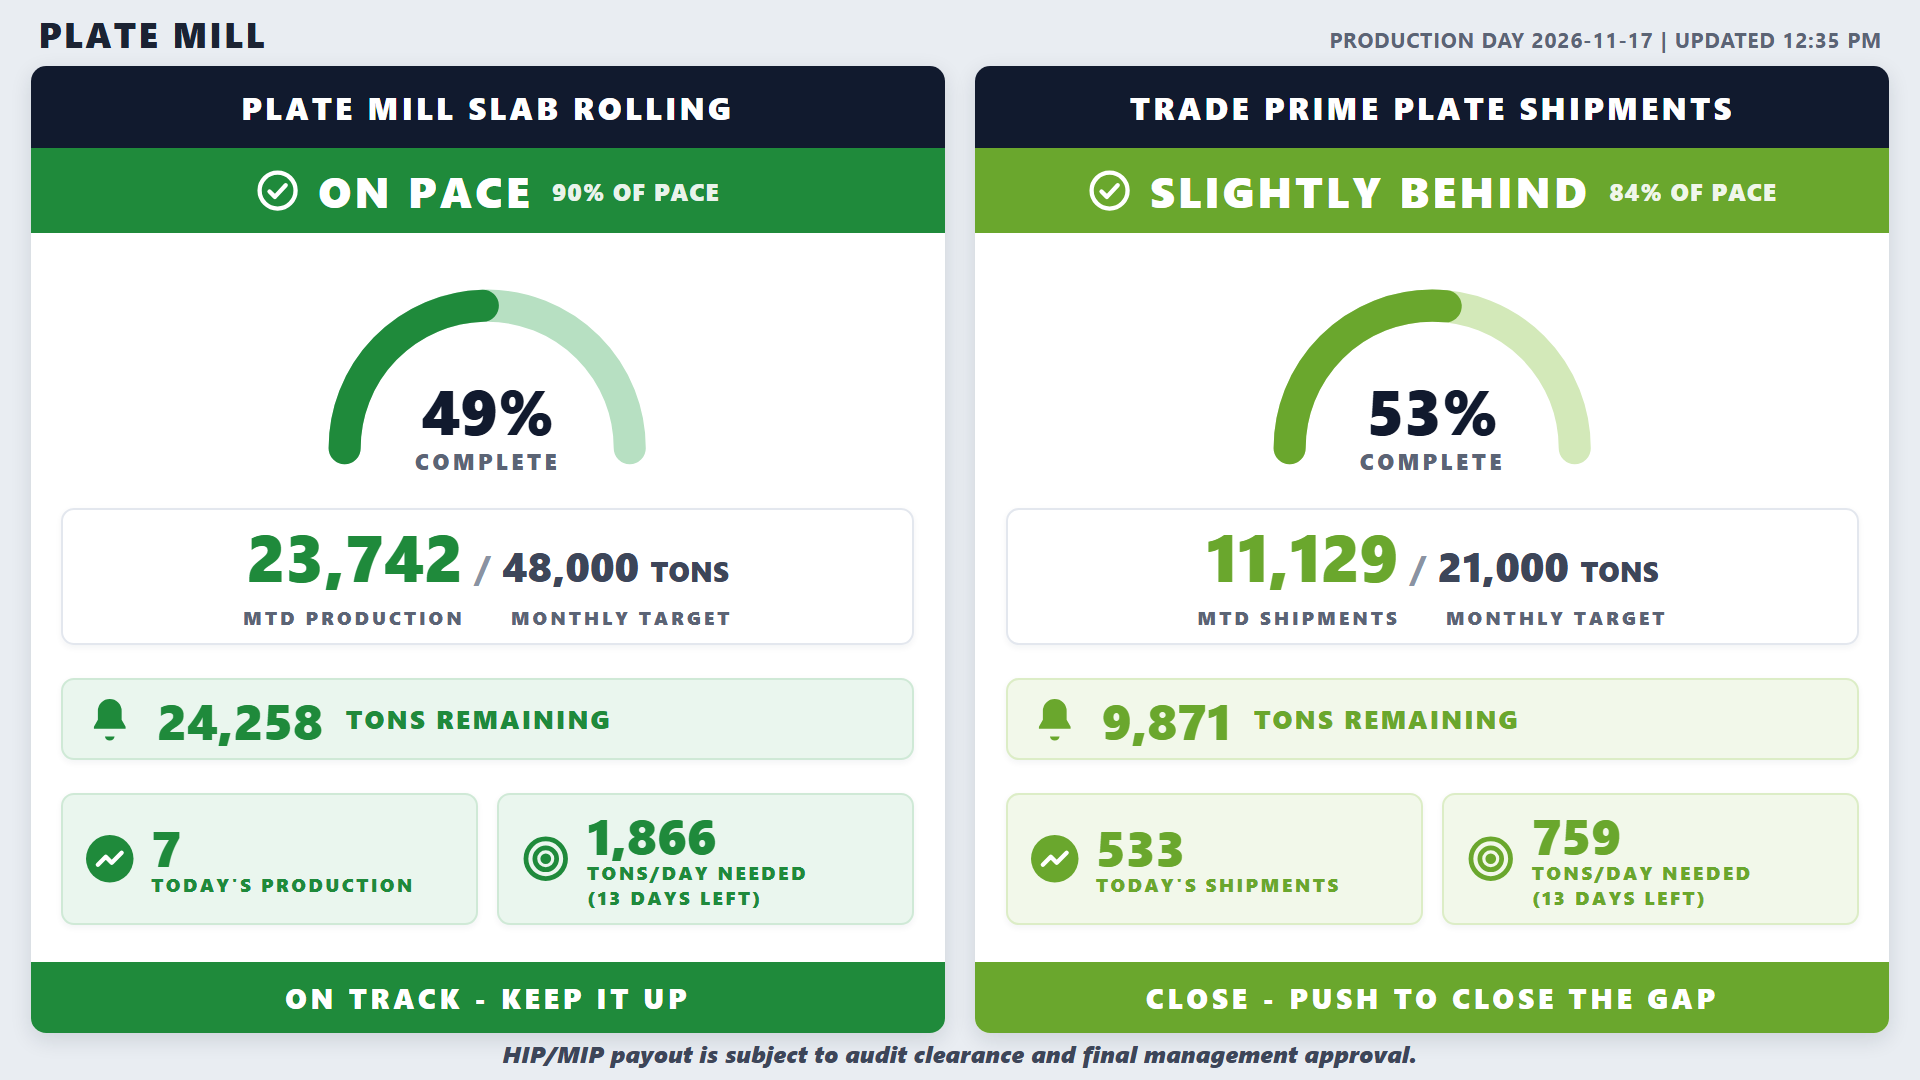 PLATE MILL
PRODUCTION DAY 2026-11-17 | UPDATED 12:35 PM
PLATE MILL SLAB ROLLING
ON PACE 90% OF PACE
49%
COMPLETE
23,742 / 48,000 TONS
MTD PRODUCTION MONTHLY TARGET
24,258 TONS REMAINING
7
TODAY'S PRODUCTION
1,866
TONS/DAY NEEDED
(13 DAYS LEFT)
ON TRACK - KEEP IT UP
TRADE PRIME PLATE SHIPMENTS
SLIGHTLY BEHIND 84% OF PACE
53%
COMPLETE
11,129 / 21,000 TONS
MTD SHIPMENTS MONTHLY TARGET
9,871 TONS REMAINING
533
TODAY'S SHIPMENTS
759
TONS/DAY NEEDED
(13 DAYS LEFT)
CLOSE - PUSH TO CLOSE THE GAP
HIP/MIP payout is subject to audit clearance and final management approval.